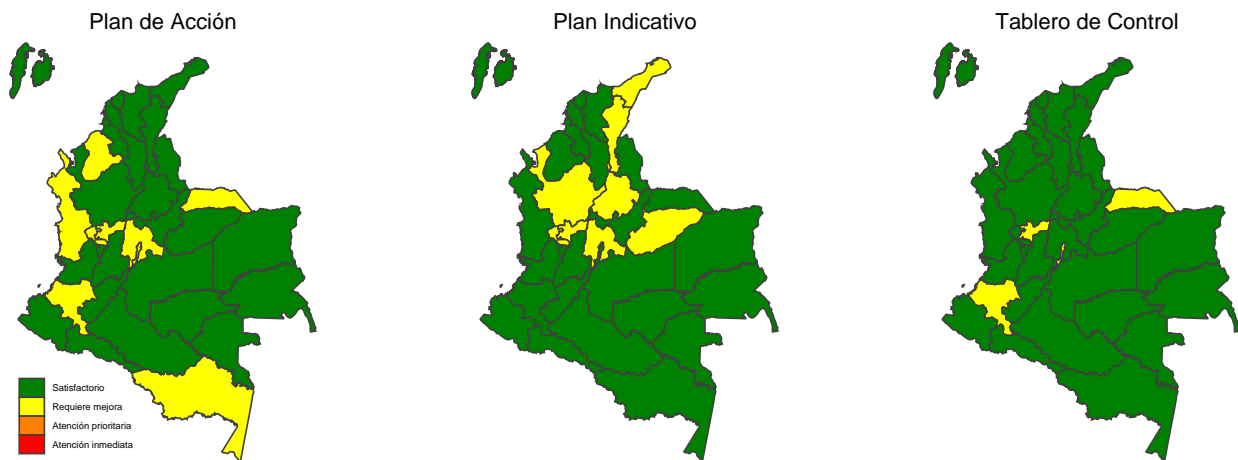 Plan de Acción
Plan Indicativo
Tablero de Control
Satisfactorio
Requiere mejora
Atención prioritaria
Atención inmediata